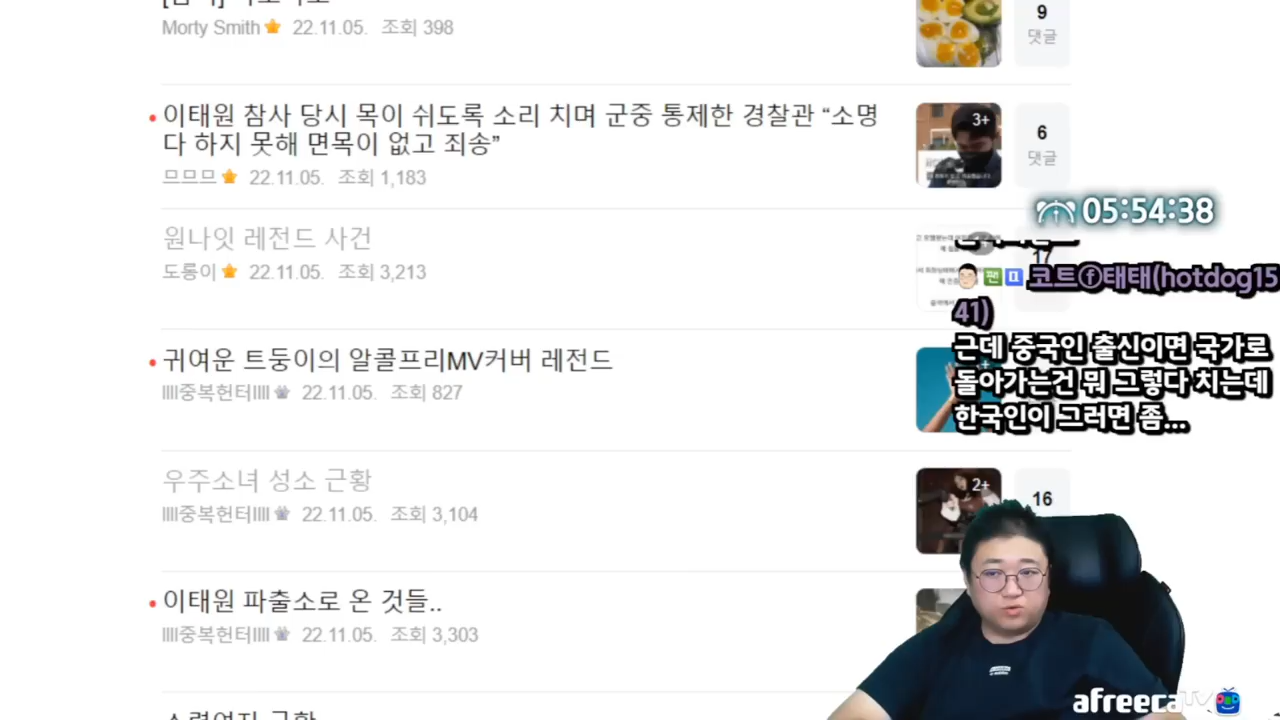 Morty Smith 22.11.05. 조회 398
9
댓글
이태원 참사 당시 목이 쉬도록 소리 치며 군중 통제한 경찰관 “소명
다 하지 못해 면목이 없고 죄송”
므므므 22.11.05. 조회 1,183
3+
6
댓글
05:54:38
원나잇 레전드 사건
도롱이 22.11.05. 조회 3,213
17
코트ⓕ태태(hotdog15
41)
근데 중국인 출신이면 국가로
돌아가는건 뭐 그렇다 치는데
한국인이 그러면 좀...
귀여운 트둥이의 알콜프리MV커버 레전드
llll중복헌터llll 22.11.05. 조회 827
우주소녀 성소 근황
llll중복헌터llll 22.11.05. 조회 3,104
2+
16
이태원 파출소로 온 것들..
llll중복헌터llll 22.11.05. 조회 3,303
afreecaTV